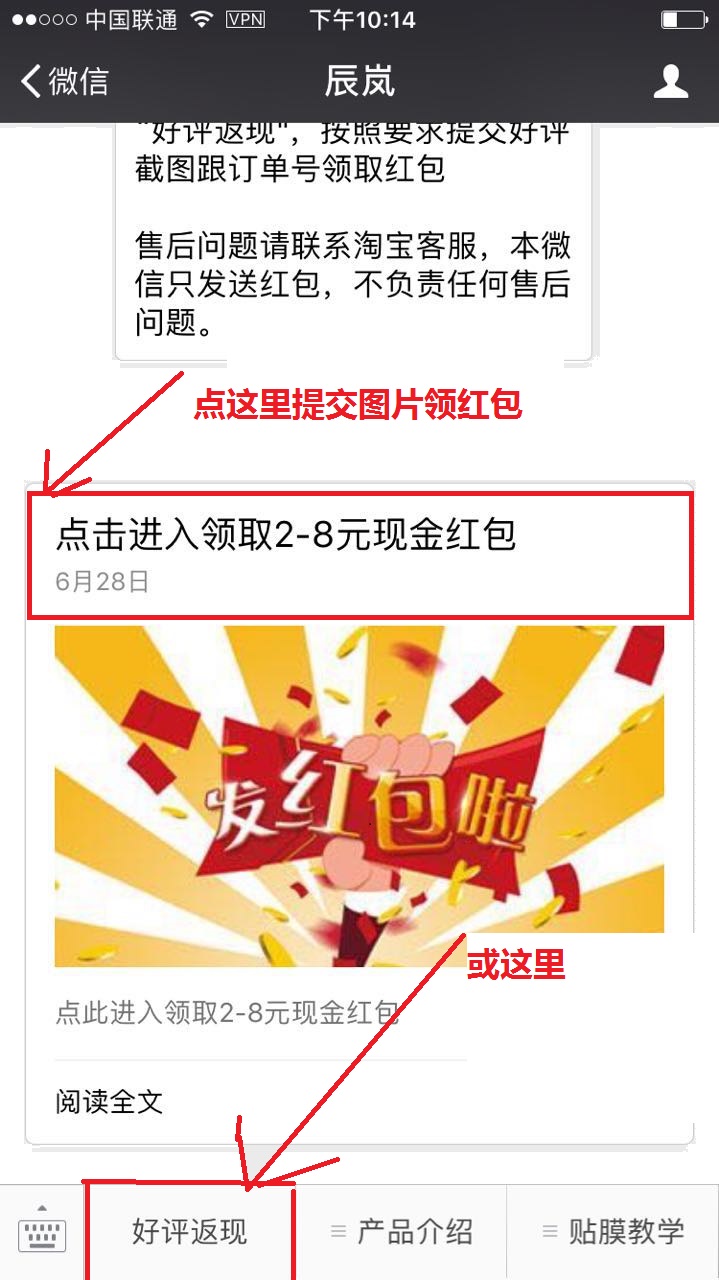 中国联通 VPN 下午10:14
微信 辰岚
“好评返现"，按照要求提交好评
截图跟订单号领取红包
售后问题请联系淘宝客服，本微
信只发送红包，不负责任何售后
问题。
点这里提交图片领红包
点击进入领取2-8元现金红包
6月28日
发红包啦
或这里
点此进入领取2-8元现金红包
阅读全文
好评返现 产品介绍 贴膜教学